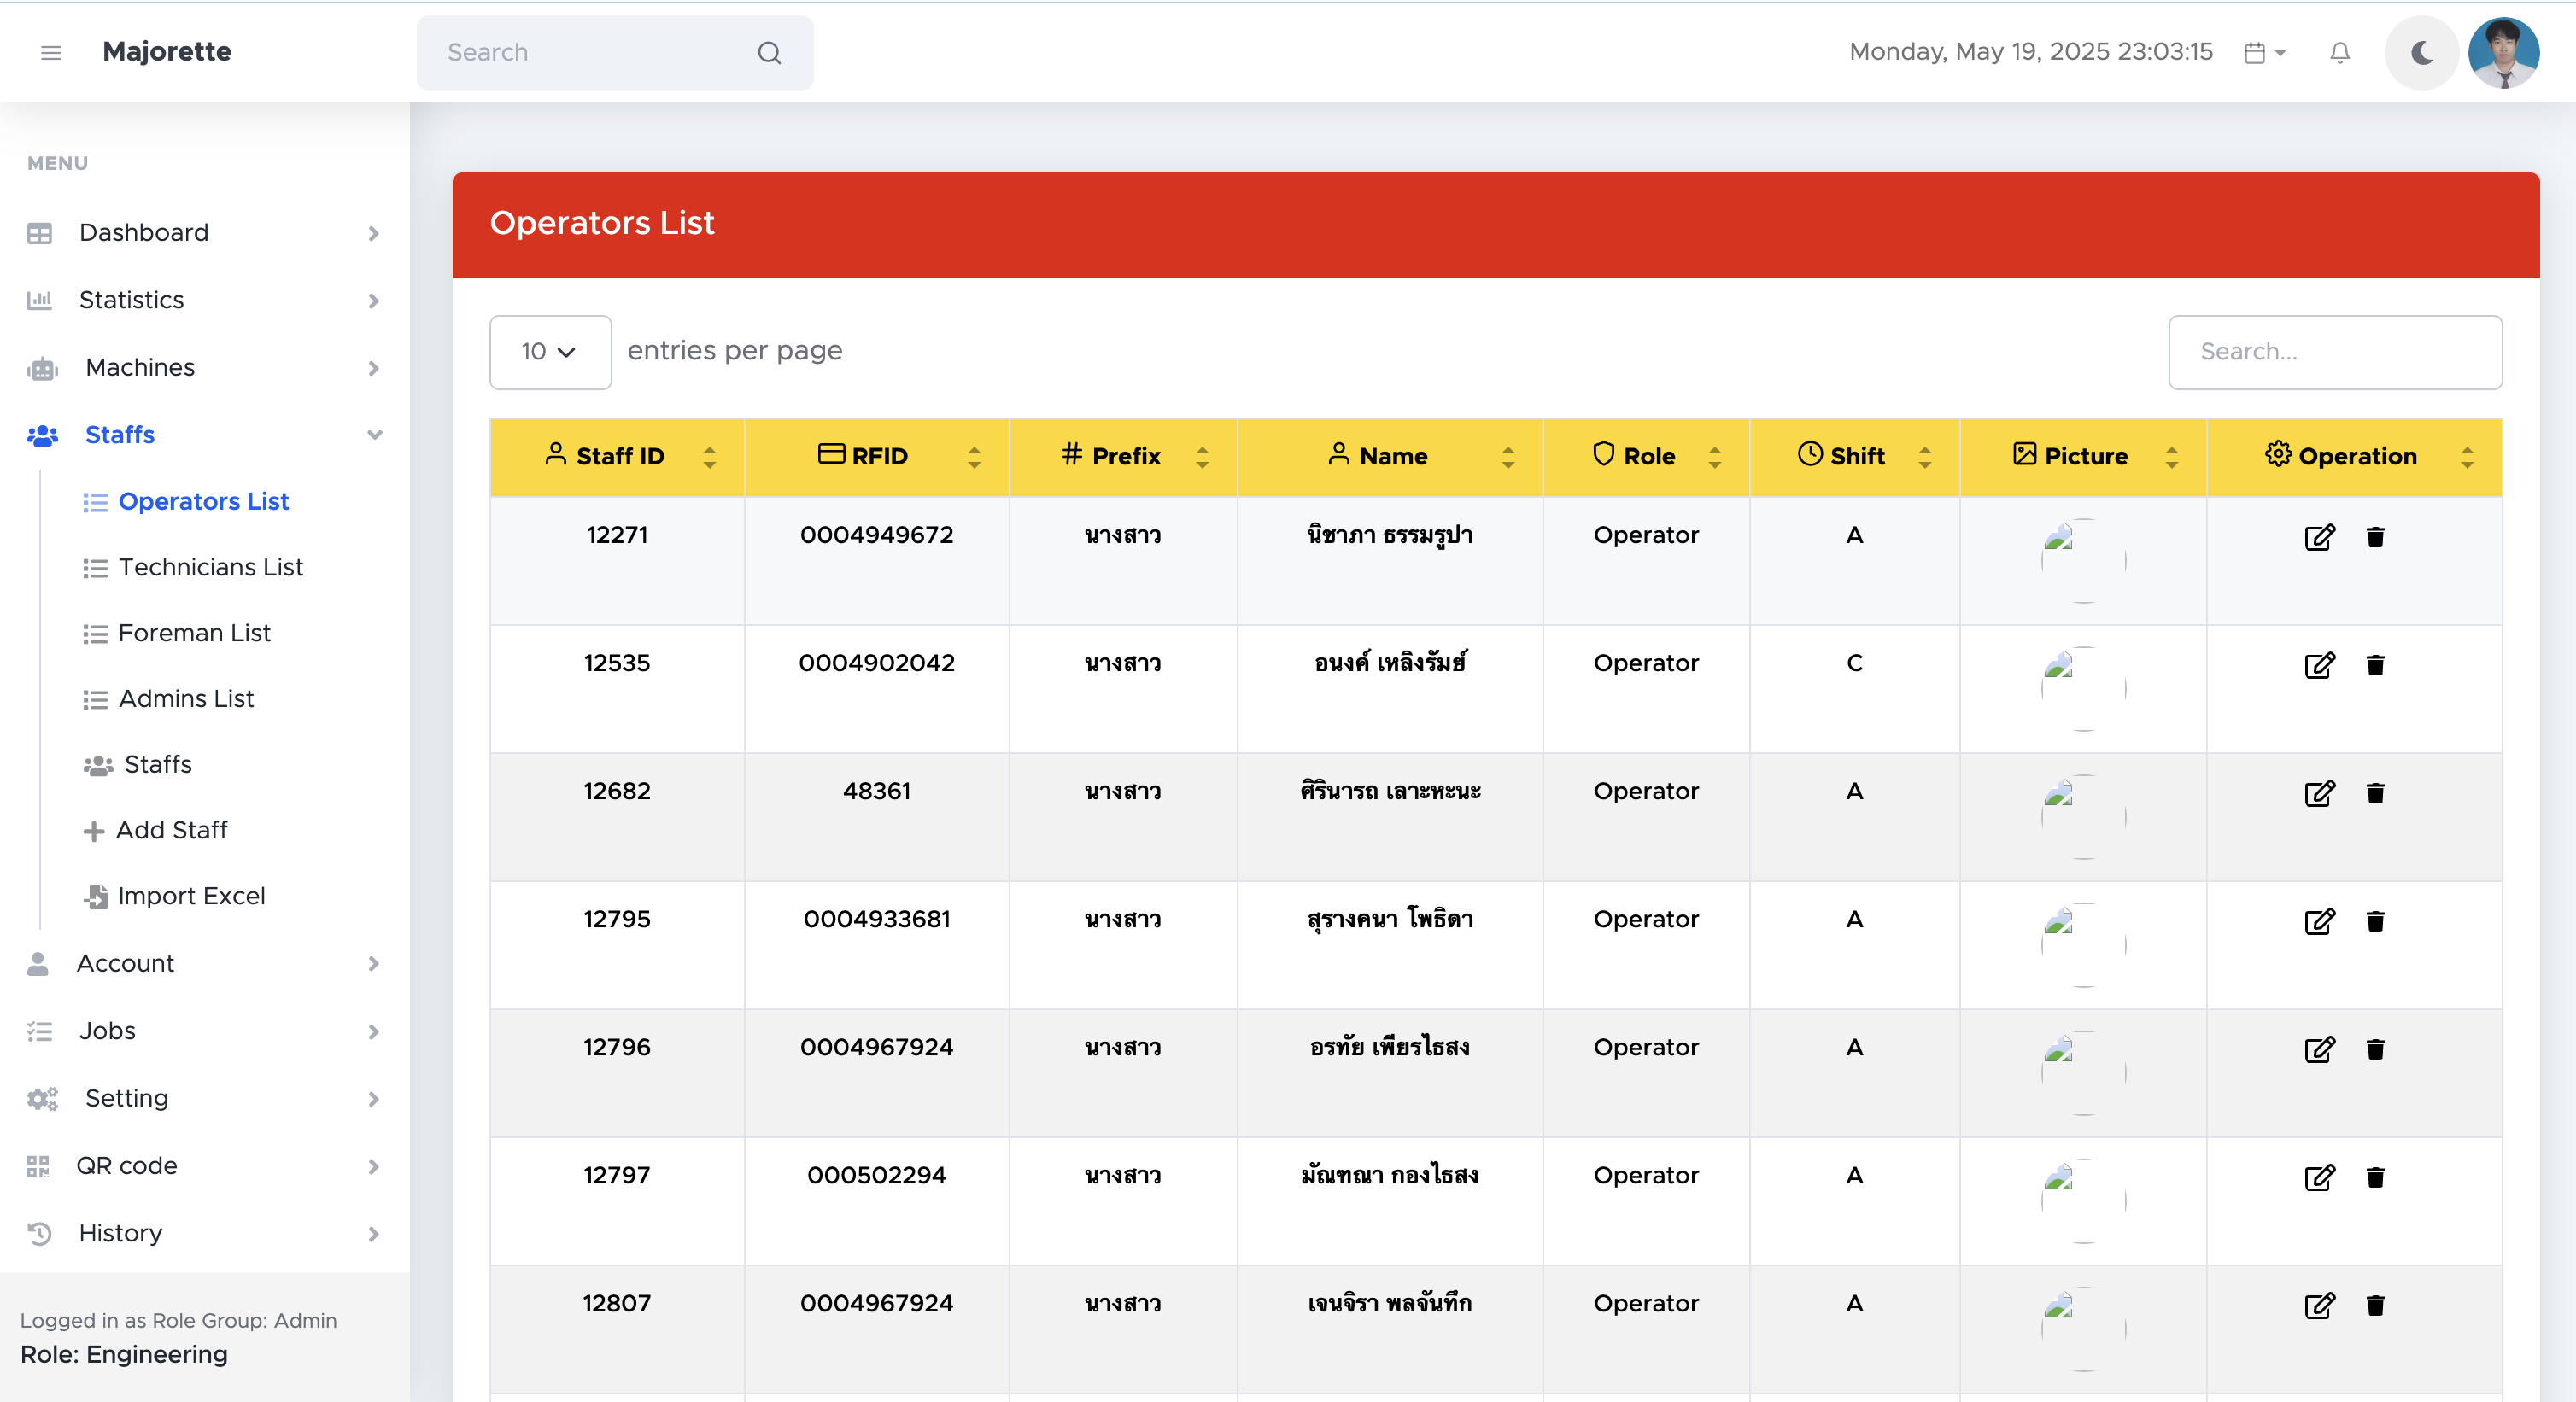 Majorette
Search
Monday, May 19, 2025 23:03:15
MENU
Dashboard
Statistics
Machines
Staffs
Operators List
Technicians List
Foreman List
Admins List
Staffs
Add Staff
Import Excel
Account
Jobs
Setting
QR code
History
Logged in as Role Group: Admin
Role: Engineering
Operators List
10 entries per page
Search...
Staff ID RFID # Prefix Name Role Shift Picture Operation
12271 0004949672 นางสาว นิชาภา ธรรมรูปา Operator A
12535 0004902042 นางสาว อนงค์ เหลิงรัมย์ Operator C
12682 48361 นางสาว ศิรินารถ เลาะหะนะ Operator A
12795 0004933681 นางสาว สุรางคนา โพธิดา Operator A
12796 0004967924 นางสาว อรทัย เพียรไธสง Operator A
12797 000502294 นางสาว มัณฑณา กองไธสง Operator A
12807 0004967924 นางสาว เจนจิรา พลจันทึก Operator A